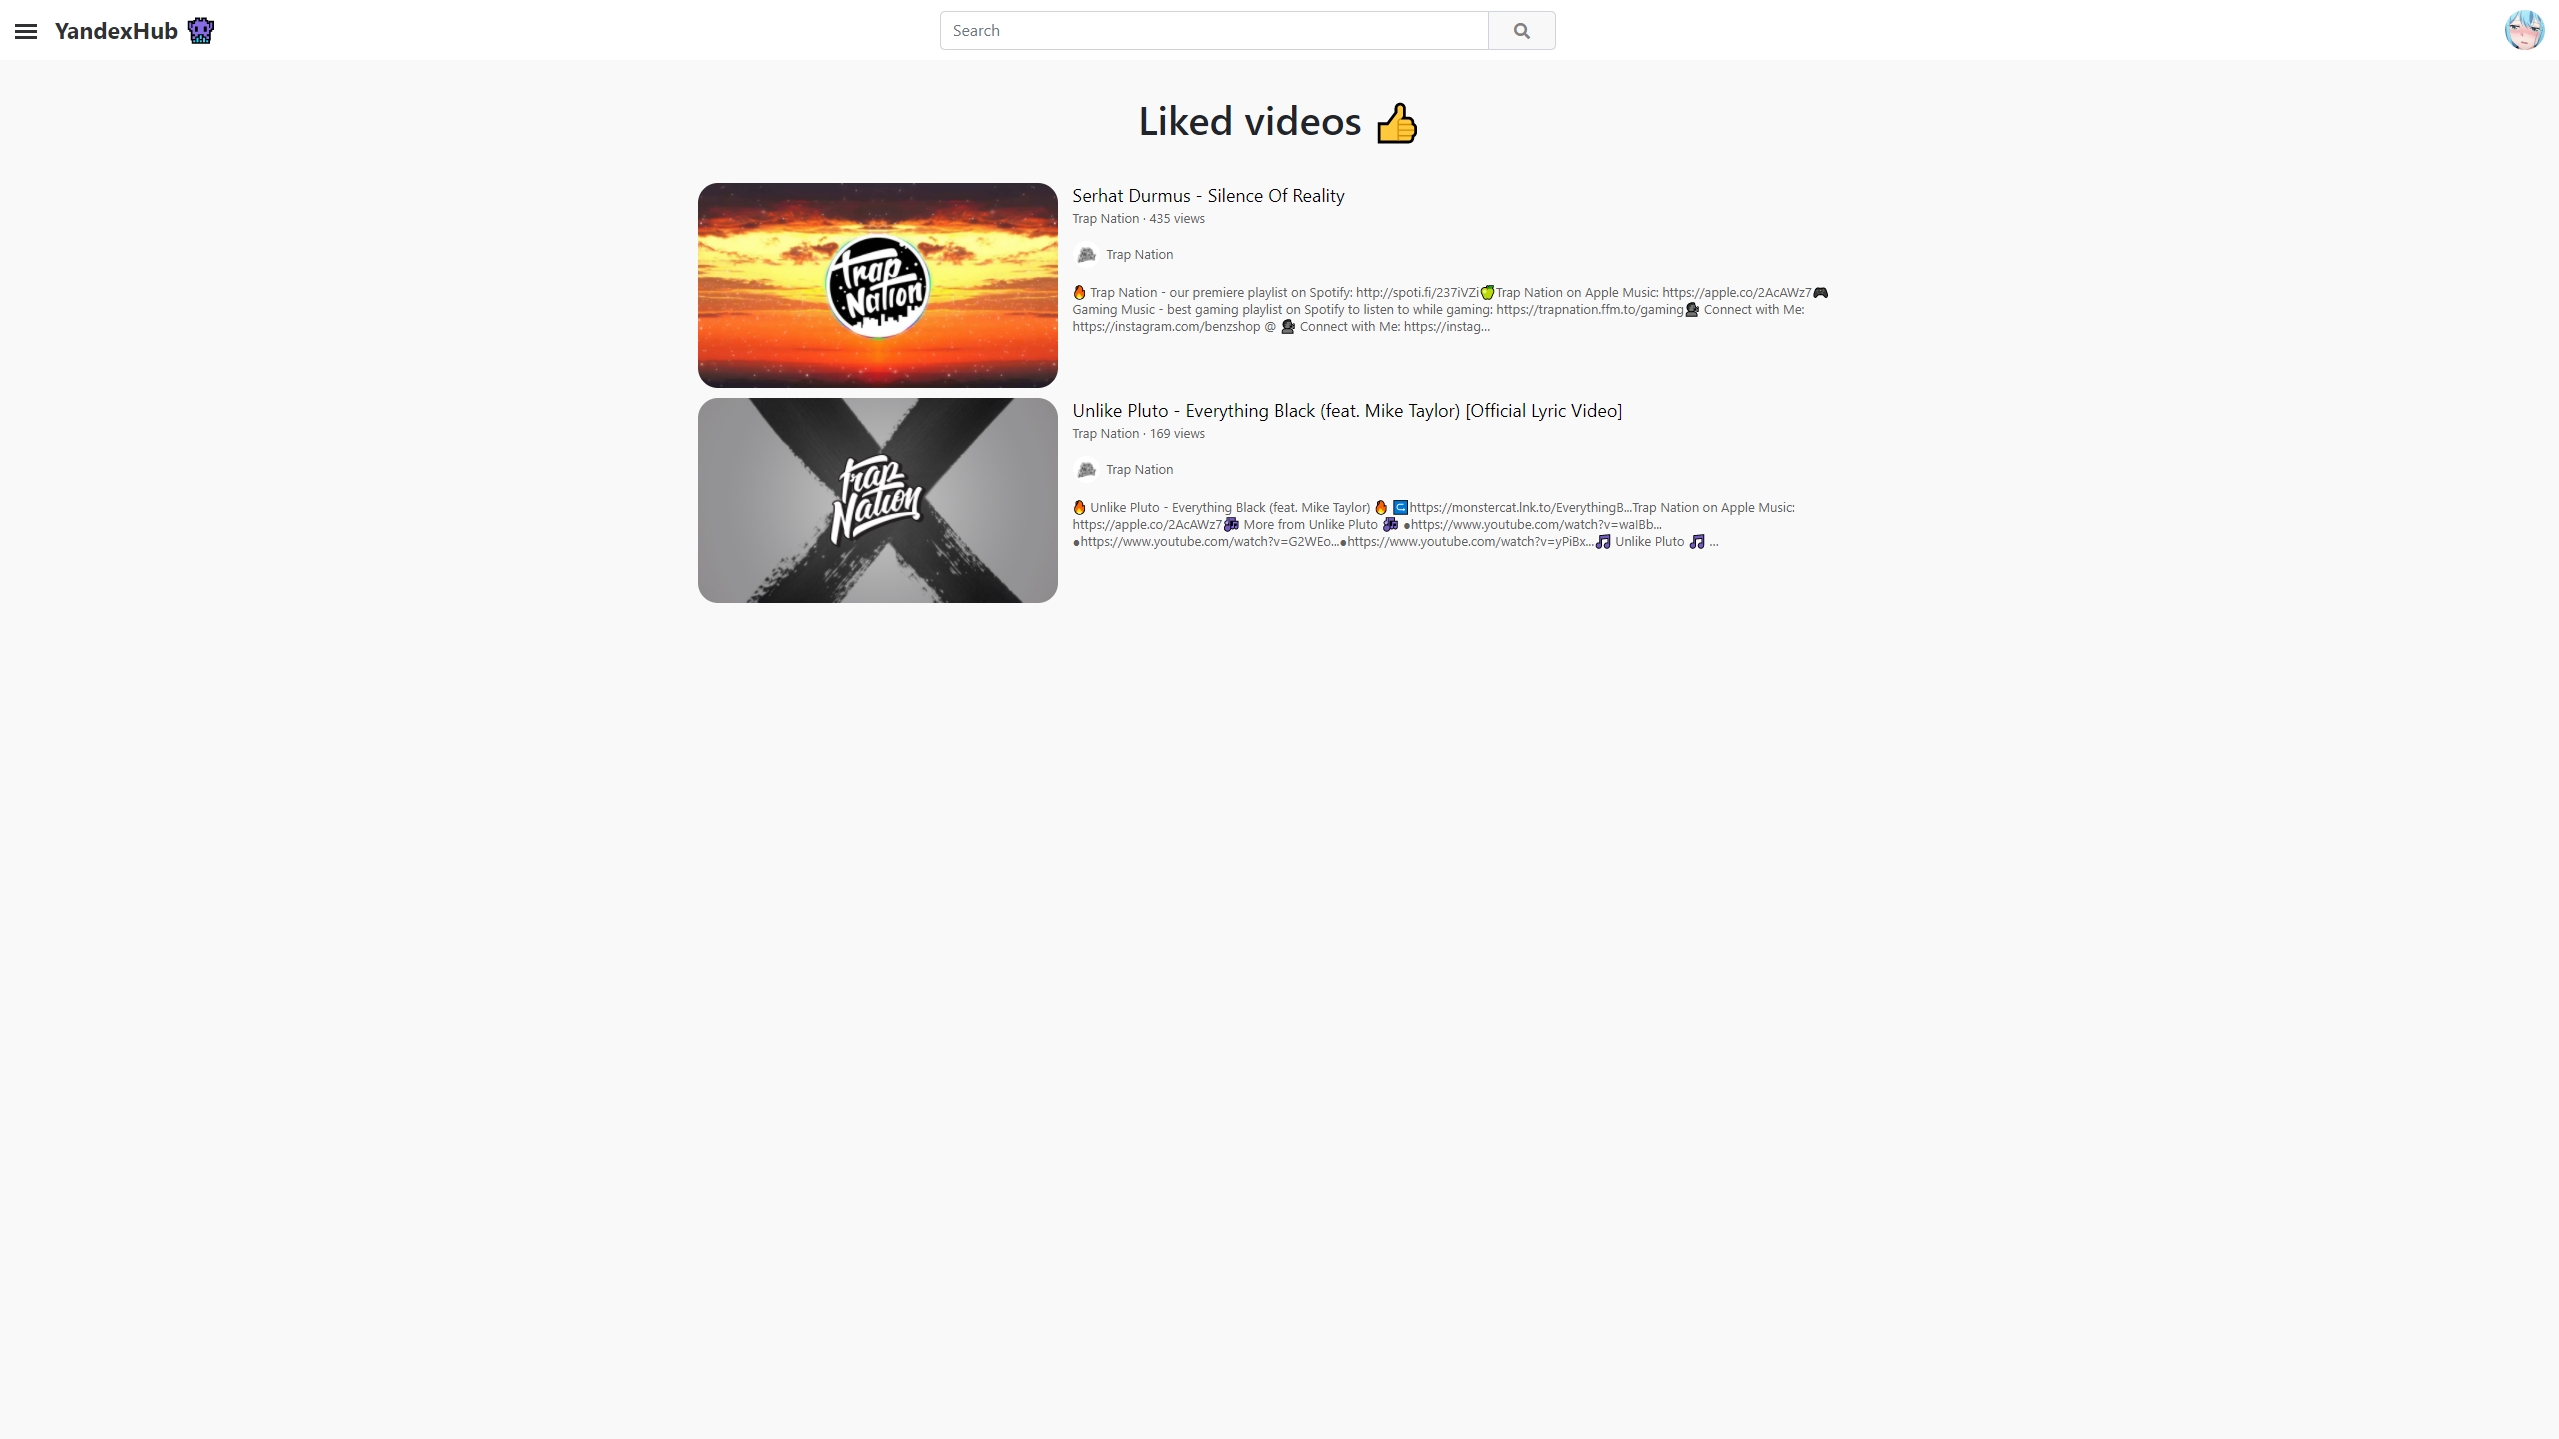 YandexHub
Search
Liked videos 👍
Serhat Durmus - Silence Of Reality
Trap Nation · 435 views
Trap Nation
🔥 Trap Nation - our premiere playlist on Spotify: http://spoti.fi/237iVZi🍏Trap Nation on Apple Music: https://apple.co/2AcAWz7🎮
Gaming Music - best gaming playlist on Spotify to listen to while gaming: https://trapnation.ffm.to/gaming🗣 Connect with Me:
https://instagram.com/benzshop @ 🗣 Connect with Me: https://instag...
Trap
Nation
Unlike Pluto - Everything Black (feat. Mike Taylor) [Official Lyric Video]
Trap Nation · 169 views
Trap Nation
🔥 Unlike Pluto - Everything Black (feat. Mike Taylor) 🔥 ↪https://monstercat.lnk.to/EverythingB...Trap Nation on Apple Music:
https://apple.co/2AcAWz7🎶 More from Unlike Pluto 🎶 ●https://www.youtube.com/watch?v=waIBb...
●https://www.youtube.com/watch?v=G2WEo...●https://www.youtube.com/watch?v=yPiBx...🎵 Unlike Pluto 🎵 ...
Trap
Nation